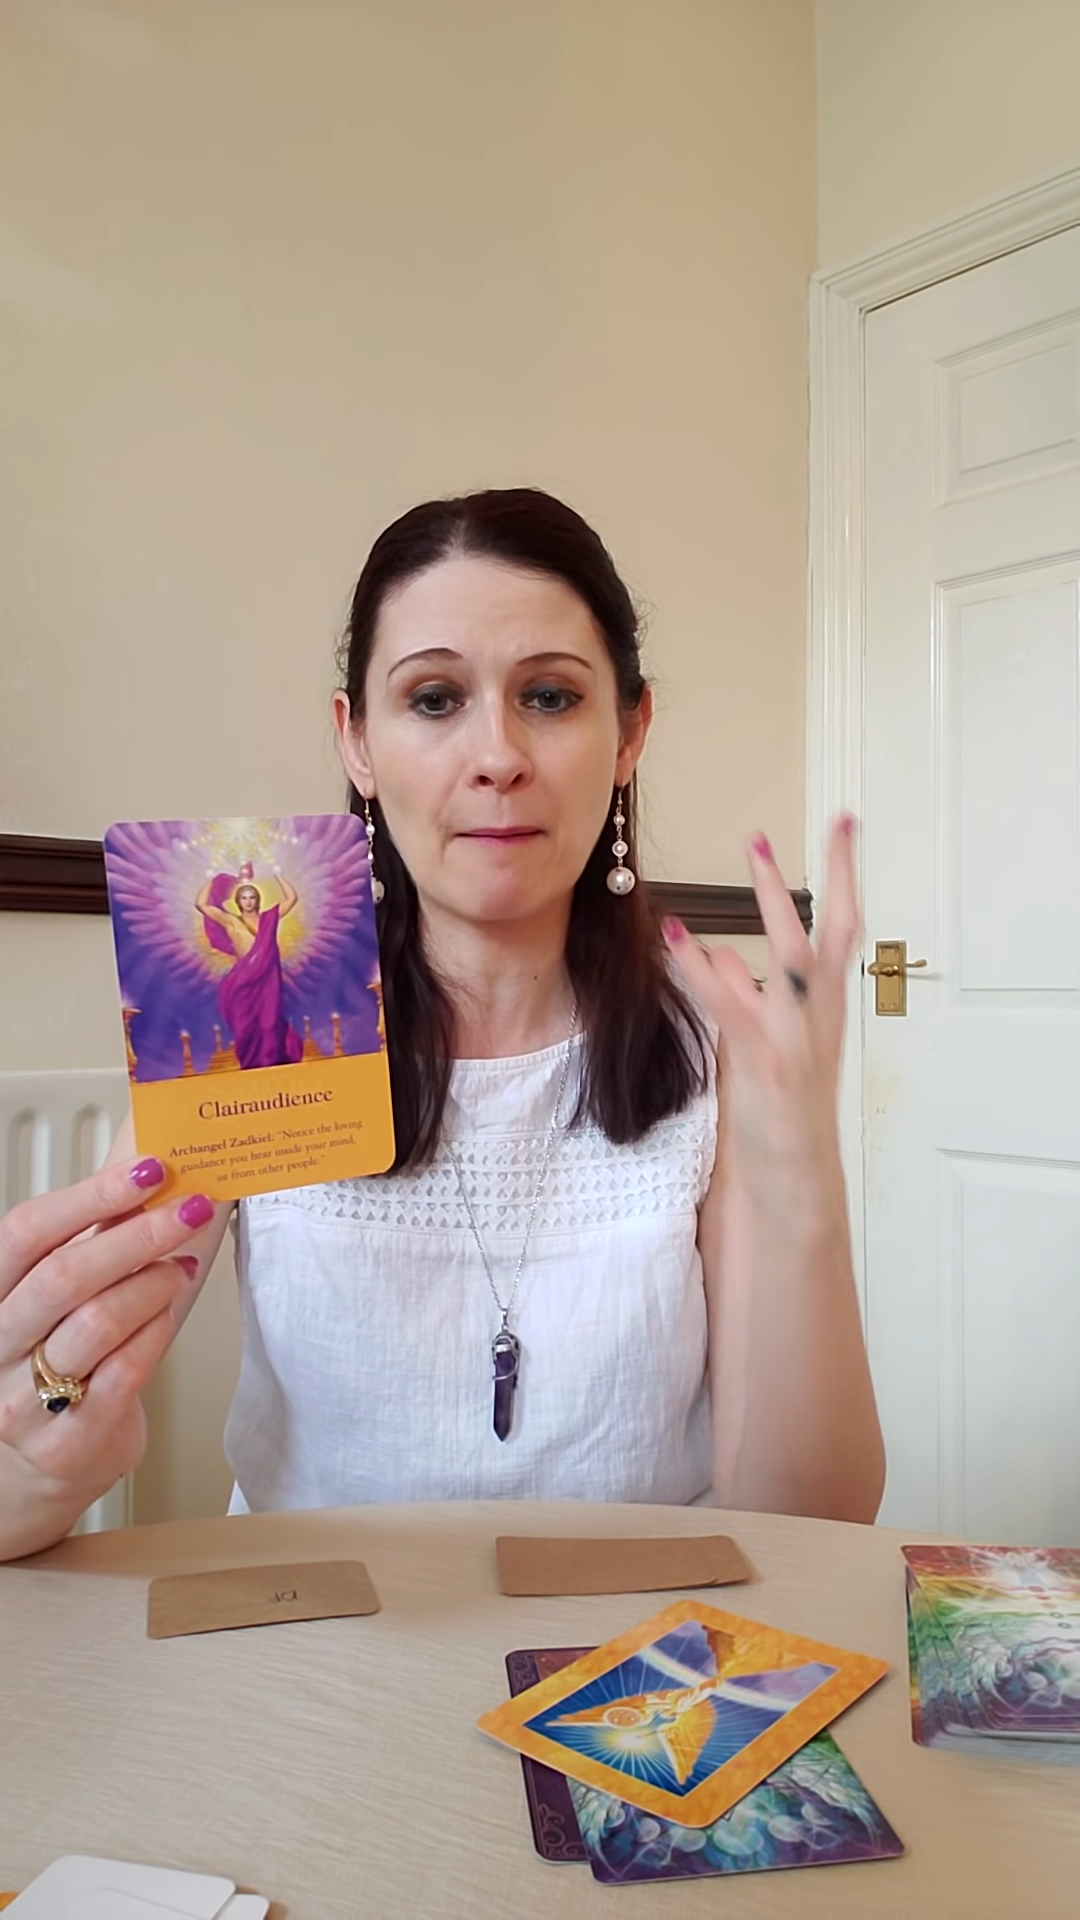 Clairaudience
Archangel Zadkiel: "Notice the loving
guidance you hear inside your mind,
or from other people."